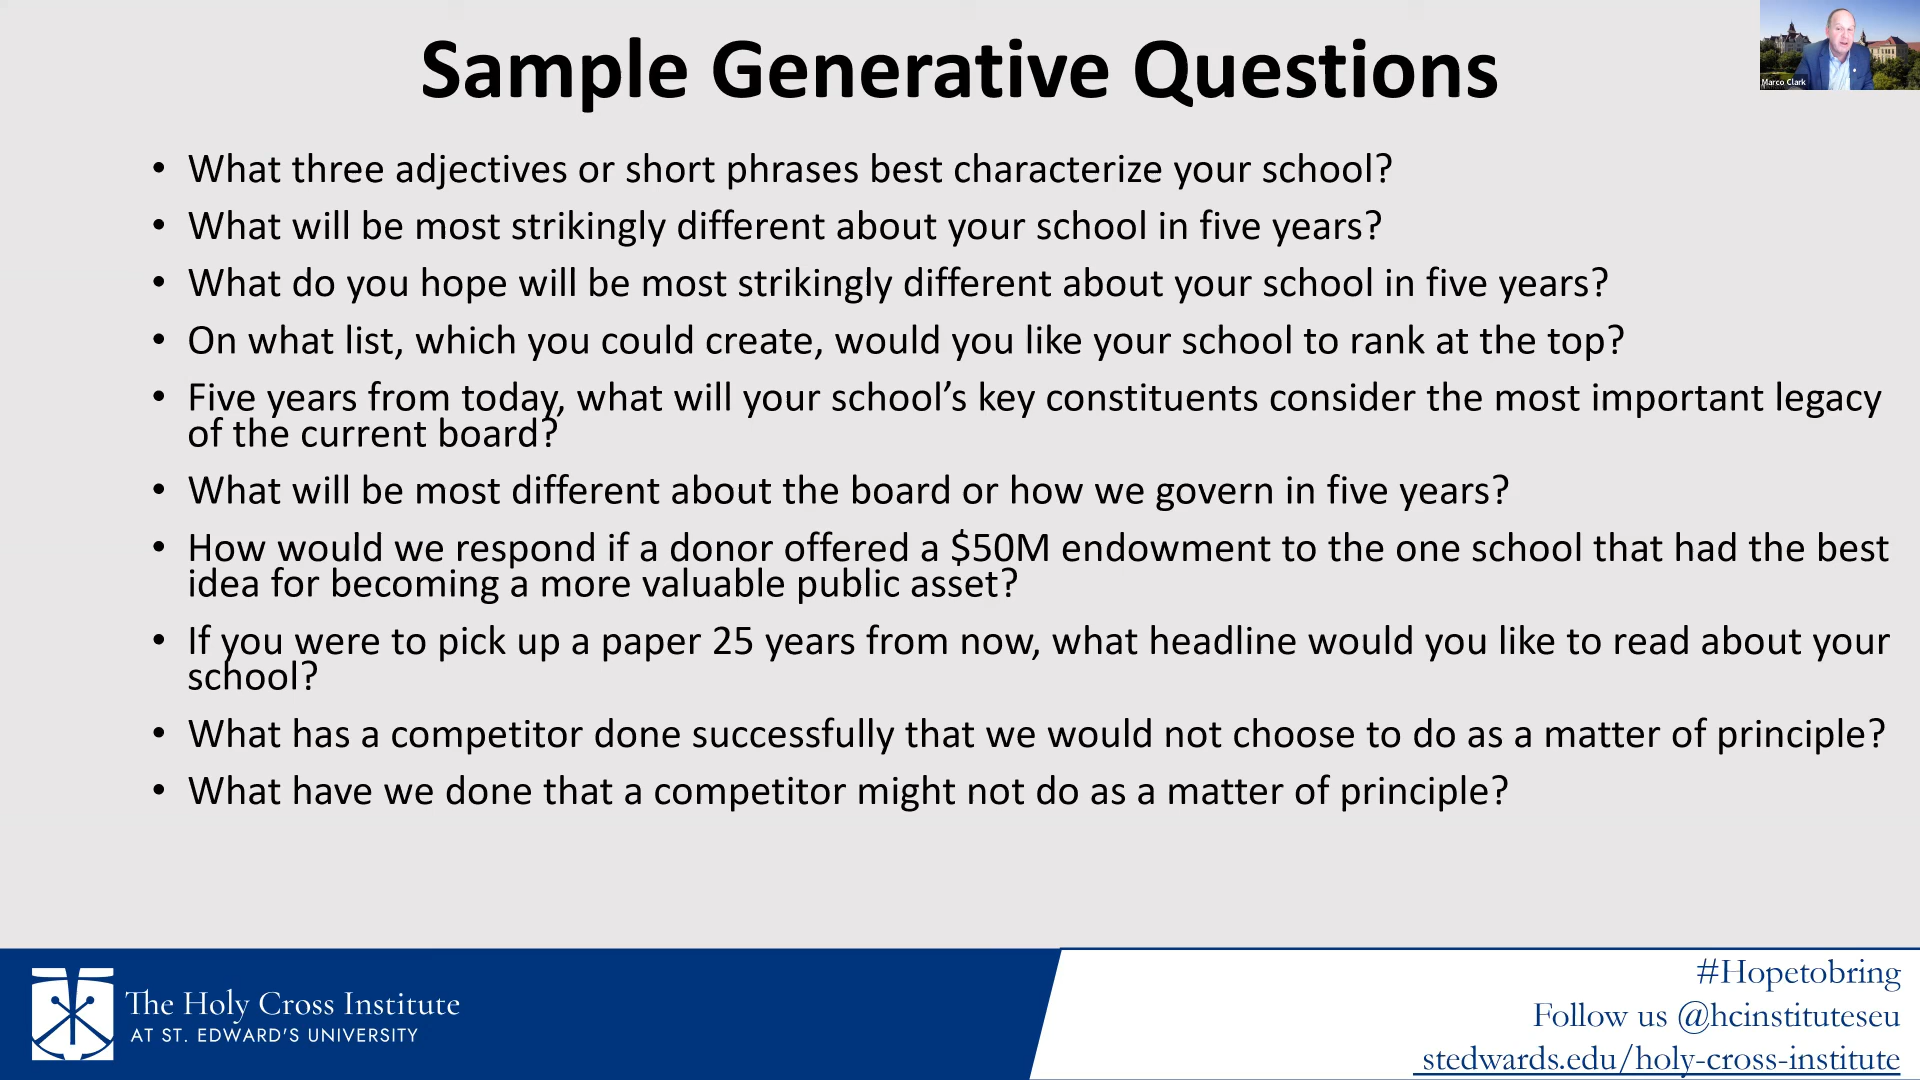 Sample Generative Questions
Marco Clark
• What three adjectives or short phrases best characterize your school?
• What will be most strikingly different about your school in five years?
• What do you hope will be most strikingly different about your school in five years?
• On what list, which you could create, would you like your school to rank at the top?
• Five years from today, what will your school’s key constituents consider the most important legacy
of the current board?
• What will be most different about the board or how we govern in five years?
• How would we respond if a donor offered a $50M endowment to the one school that had the best
idea for becoming a more valuable public asset?
• If you were to pick up a paper 25 years from now, what headline would you like to read about your
school?
• What has a competitor done successfully that we would not choose to do as a matter of principle?
• What have we done that a competitor might not do as a matter of principle?
The Holy Cross Institute
AT ST. EDWARD’S UNIVERSITY
#Hopetobring
Follow us @hcinstituteseu
stedwards.edu/holy-cross-institute